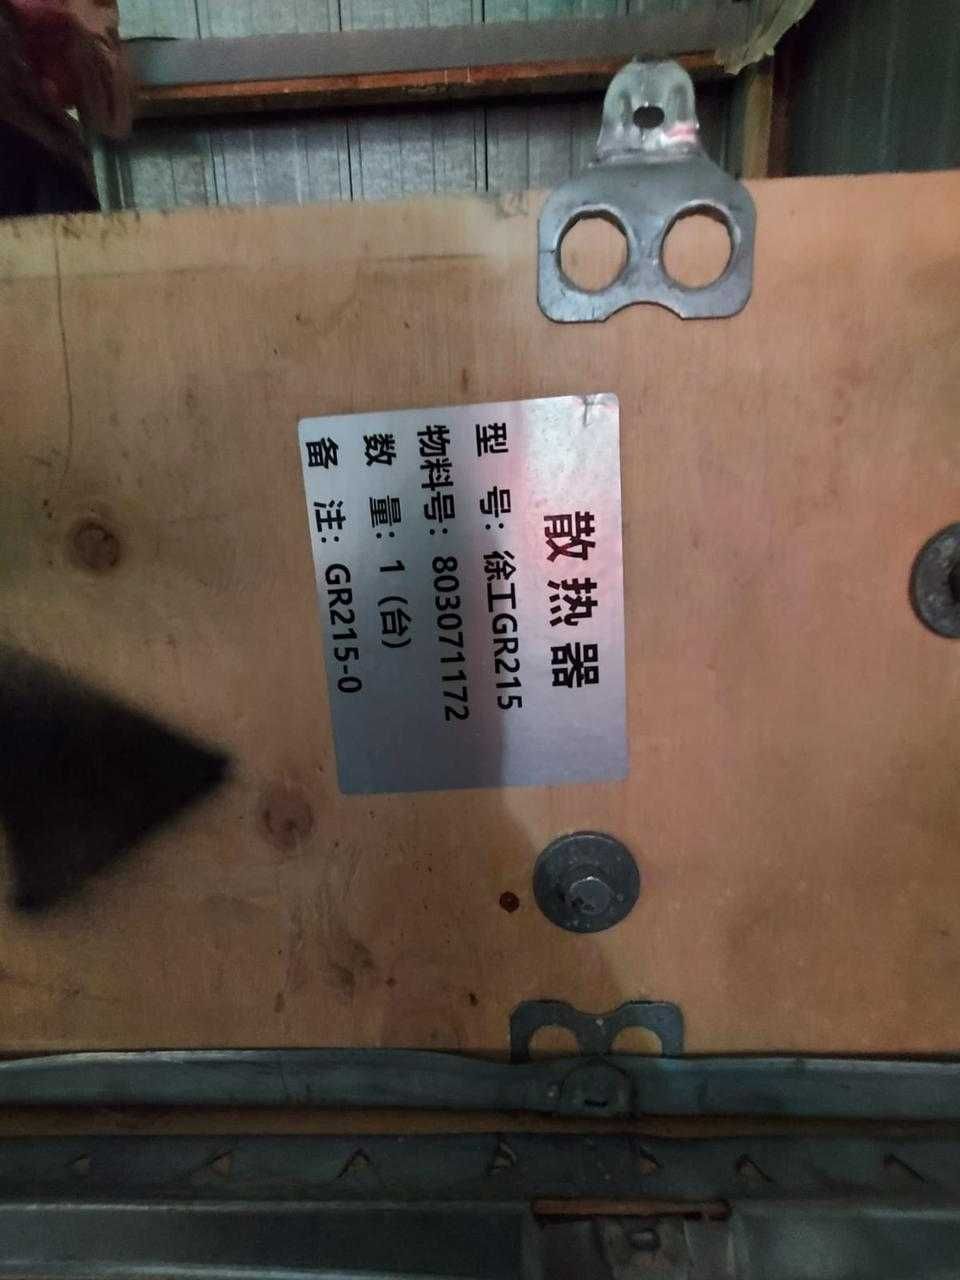 散热器
型 号：徐工GR215
物料号：803071172
数 量：1（台）
备 注：GR215-0